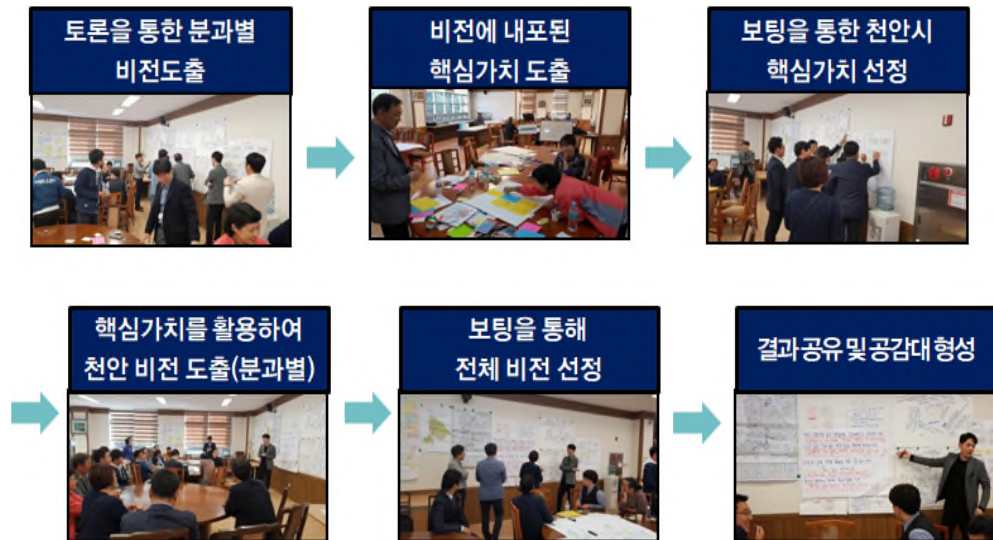 토론을 통한 분과별
비전도출
비전에 내포된
핵심가치 도출
보팅을 통한 천안시
핵심가치 선정
핵심가치를 활용하여
천안 비전 도출(분과별)
보팅을 통해
전체 비전 선정
결과 공유 및 공감대 형성